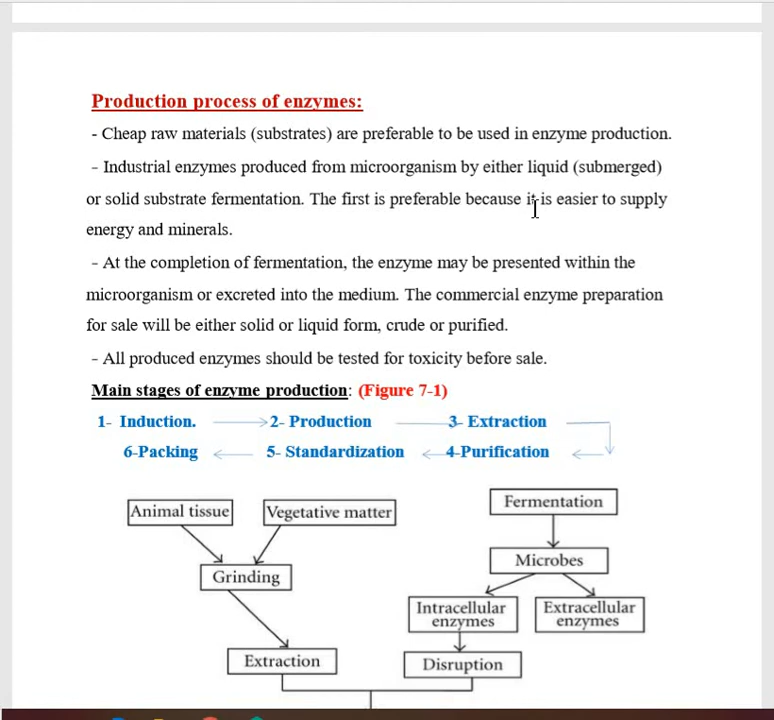 Production process of enzymes:
- Cheap raw materials (substrates) are preferable to be used in enzyme production.
- Industrial enzymes produced from microorganism by either liquid (submerged)
or solid substrate fermentation. The first is preferable because it is easier to supply
energy and minerals.
- At the completion of fermentation, the enzyme may be presented within the
microorganism or excreted into the medium. The commercial enzyme preparation
for sale will be either solid or liquid form, crude or purified.
- All produced enzymes should be tested for toxicity before sale.
Main stages of enzyme production: (Figure 7-1)
1- Induction. 2- Production 3- Extraction
6-Packing 5- Standardization 4-Purification
Animal tissue Vegetative matter Fermentation
Grinding Microbes
Intracellular enzymes
Extracellular enzymes
Extraction Disruption